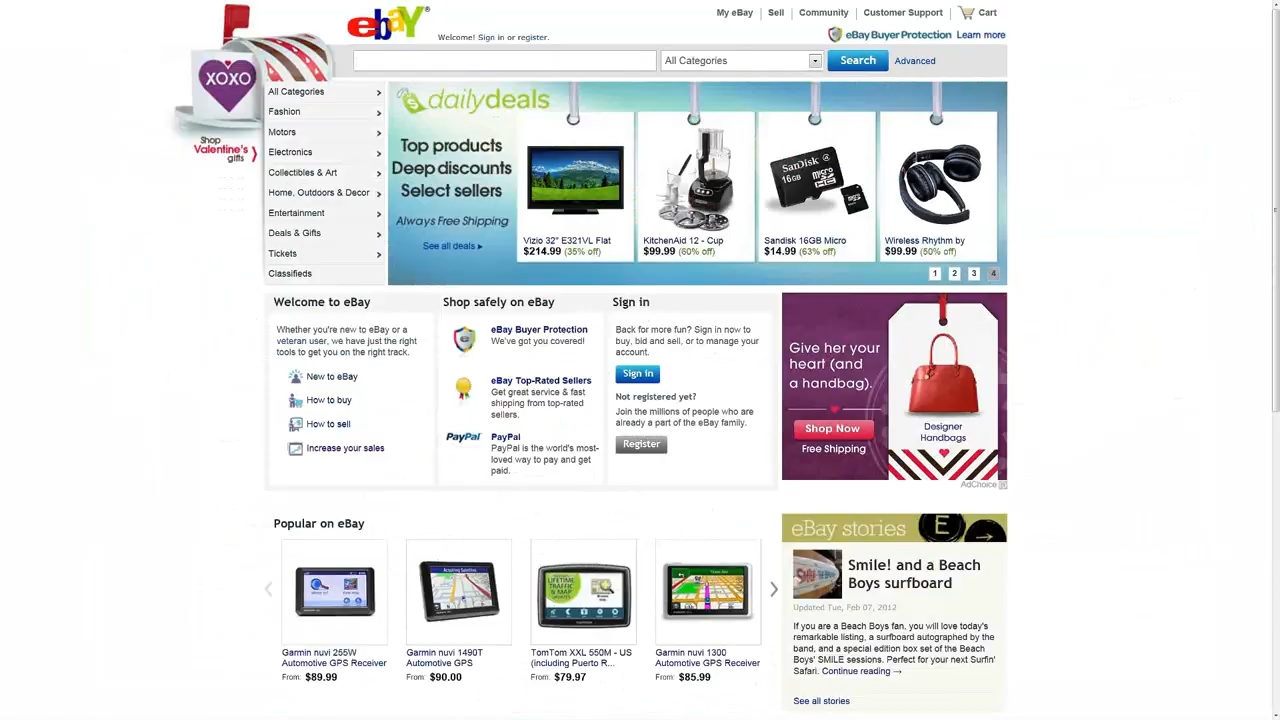 My eBay
Sell
Community
Customer Support
Cart
ebaY®
Welcome! Sign in or register.
eBay Buyer Protection Learn more
All Categories
Search
Advanced
XOXO
Shop
Valentine's
gifts
All Categories
Fashion
Motors
Electronics
Collectibles & Art
Home, Outdoors & Decor
Entertainment
Deals & Gifts
Tickets
Classifieds
dailydeals
Top products
Deep discounts
Select sellers
Always Free Shipping
See all deals
SanDisk
16GB
micro
HC
Vizio 32" E321VL Flat
$214.99 (35% off)
KitchenAid 12 - Cup
$99.99 (60% off)
Sandisk 16GB Micro
$14.99 (63% off)
Wireless Rhythm by
$99.99 (50% off)
1 2 3 4
Welcome to eBay
Whether you're new to eBay or a
veteran user, we have just the right
tools to get you on the right track.
New to eBay
How to buy
How to sell
Increase your sales
Shop safely on eBay
eBay Buyer Protection
We've got you covered!
eBay Top-Rated Sellers
Get great service & fast
shipping from top-rated
sellers.
PayPal
PayPal
PayPal is the world's most-
loved way to pay and get
paid.
Sign in
Back for more fun? Sign in now to
buy, bid and sell, or to manage your
account.
Sign in
Not registered yet?
Join the millions of people who are
already a part of the eBay family.
Register
Give her your
heart (and
a handbag).
Shop Now
Free Shipping
Designer
Handbags
AdChoice
Popular on eBay
Garmin nuvi 255W
Automotive GPS Receiver
From: $89.99
Acquiring Satellites
Garmin nuvi 1490T
Automotive GPS
From: $90.00
LIFETIME
TRAFFIC
& MAP
UPDATES
TomTom XXL 550M - US
(including Puerto R...
From: $79.97
Garmin nuvi 1300
Automotive GPS Receiver
From: $85.99
eBay stories
E
Smile! and a Beach
Boys surfboard
Updated Tue, Feb 07, 2012
If you are a Beach Boys fan, you will love today's
remarkable listing, a surfboard autographed by the
band, and a special edition box set of the Beach
Boys' SMiLE sessions. Perfect for your next Surfin'
Safari. Continue reading →
See all stories